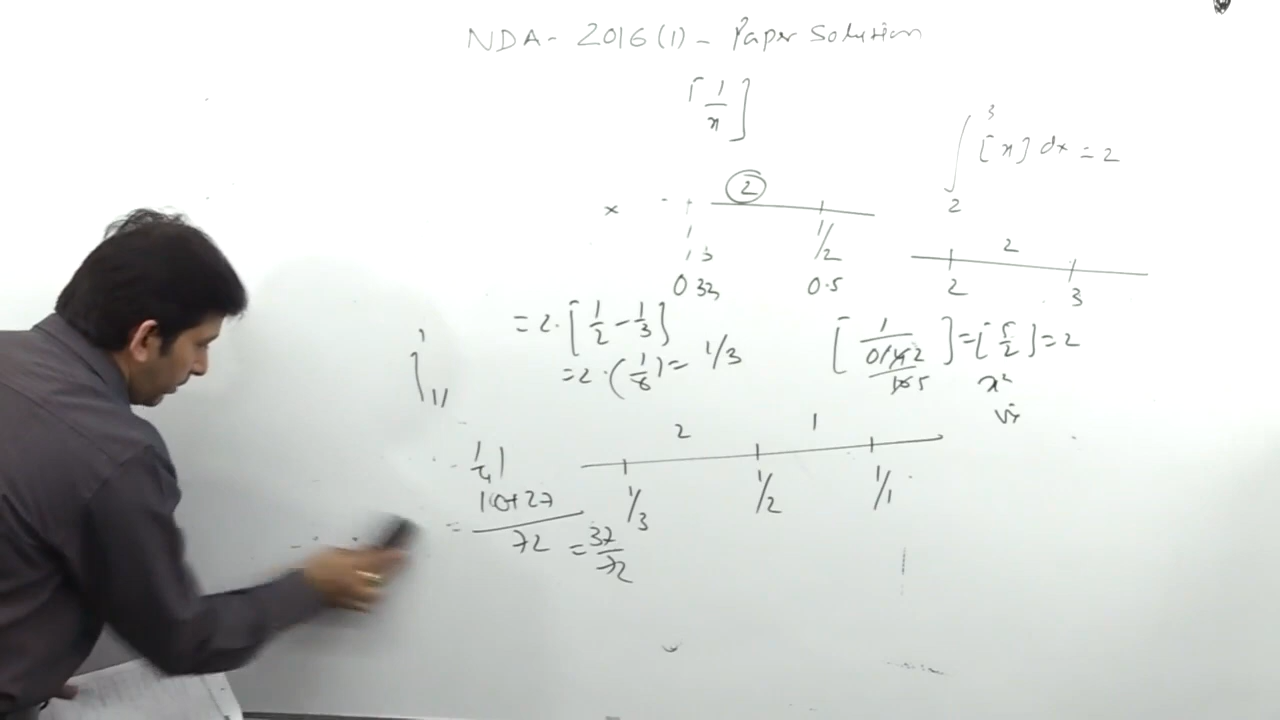 NDA - 2016 (1) - Paper Solution
[1/x]
∫₂³ [x] dx = 2
2
x
1/2
1 3
0.33 0.5
2
2 3
= 2·[1/2 - 1/3]
= 2·(1/6) = 1/3
= [5/2] = 2
x²
2 1
1/3 1/2 1/1
1/4
= 10+27/72 = 37/72